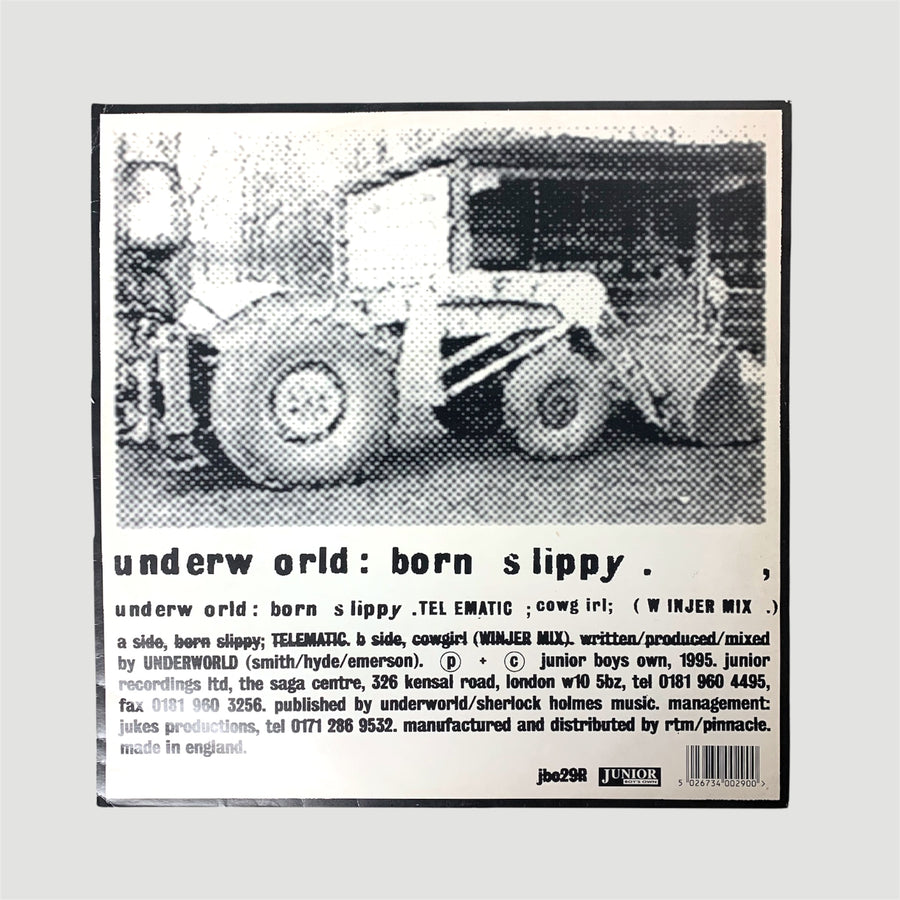 underw orld: born slippy . ,
underw orld: born slippy .TEL EMATIC ;cowg irl; ( W INJER MIX .)
a side, born slippy; TELEMATIC. b side, cowgirl (WINJER MIX). written/produced/mixed
by UNDERWORLD (smith/hyde/emerson). ⓟ + ⓒ junior boys own, 1995. junior
recordings ltd, the saga centre, 326 kensal road, london w10 5bz, tel 0181 960 4495,
fax 0181 960 3256. published by underworld/sherlock holmes music. management:
jukes productions, tel 0171 286 9532. manufactured and distributed by rtm/pinnacle.
made in england.
jbo29R JUNIOR
BOY'S OWN
5 026734 002900 >